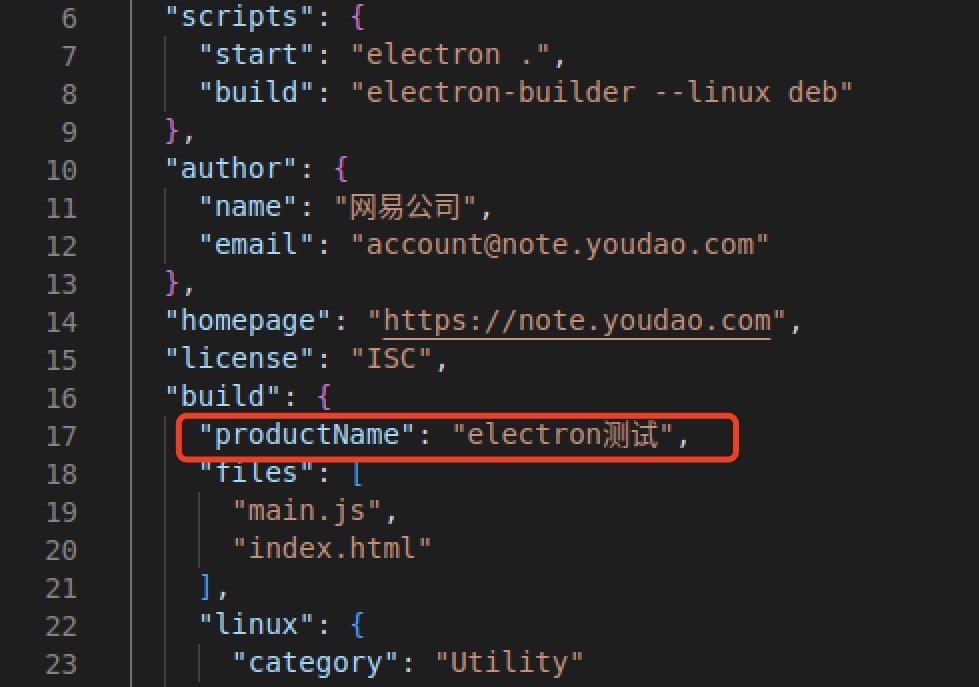 6 "scripts": {
7 "start": "electron .",
8 "build": "electron-builder --linux deb"
9 },
10 "author": {
11 "name": "网易公司",
12 "email": "account@note.youdao.com"
13 },
14 "homepage": "https://note.youdao.com",
15 "license": "ISC",
16 "build": {
17 "productName": "electron测试",
18 "files": [
19 "main.js",
20 "index.html"
21 ],
22 "linux": {
23 "category": "Utility"